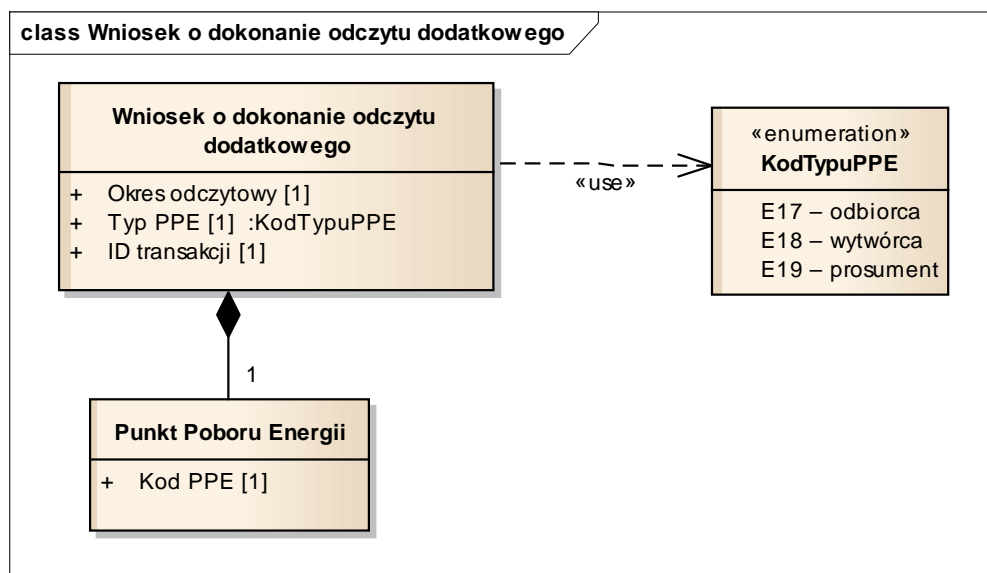 class Wniosek o dokonanie odczytu dodatkowego
Wniosek o dokonanie odczytu
dodatkowego
+ Okres odczytowy [1]
+ Typ PPE [1] :KodTypuPPE
+ ID transakcji [1]
«use»
«enumeration»
KodTypuPPE
E17 – odbiorca
E18 – wytwórca
E19 – prosument
1
Punkt Poboru Energii
+ Kod PPE [1]